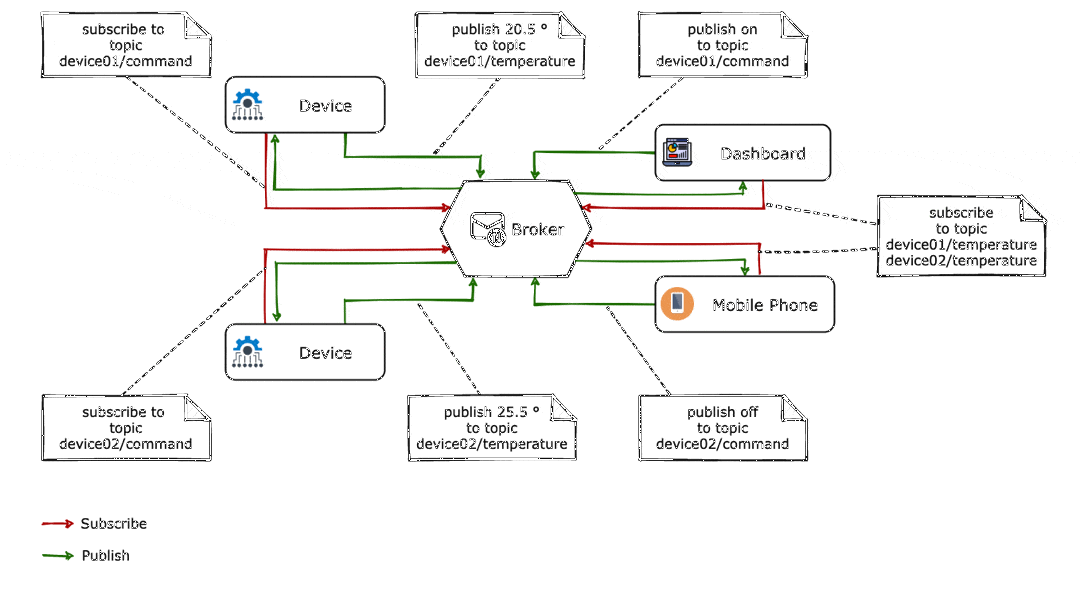 subscribe to
topic
device01/command
publish 20.5 °
to topic
device01/temperature
publish on
to topic
device01/command
Device
Dashboard
Broker
subscribe
to topic
device01/temperature
device02/temperature
Mobile Phone
Device
subscribe to
topic
device02/command
publish 25.5 °
to topic
device02/temperature
publish off
to topic
device02/command
Subscribe
Publish